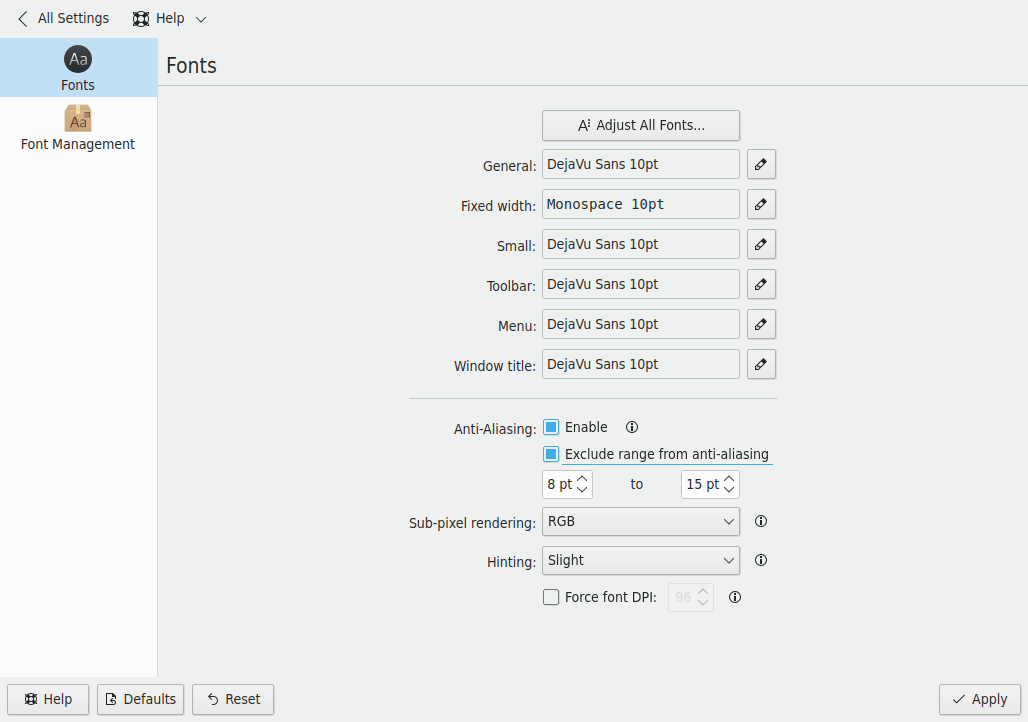 All Settings Help
Aa
Fonts
Aa
Font Management
Fonts
Adjust All Fonts...
General: DejaVu Sans 10pt
Fixed width: Monospace 10pt
Small: DejaVu Sans 10pt
Toolbar: DejaVu Sans 10pt
Menu: DejaVu Sans 10pt
Window title: DejaVu Sans 10pt
Anti-Aliasing: Enable
Exclude range from anti-aliasing
8 pt to 15 pt
Sub-pixel rendering: RGB
Hinting: Slight
Force font DPI: 96
Help Defaults Reset Apply